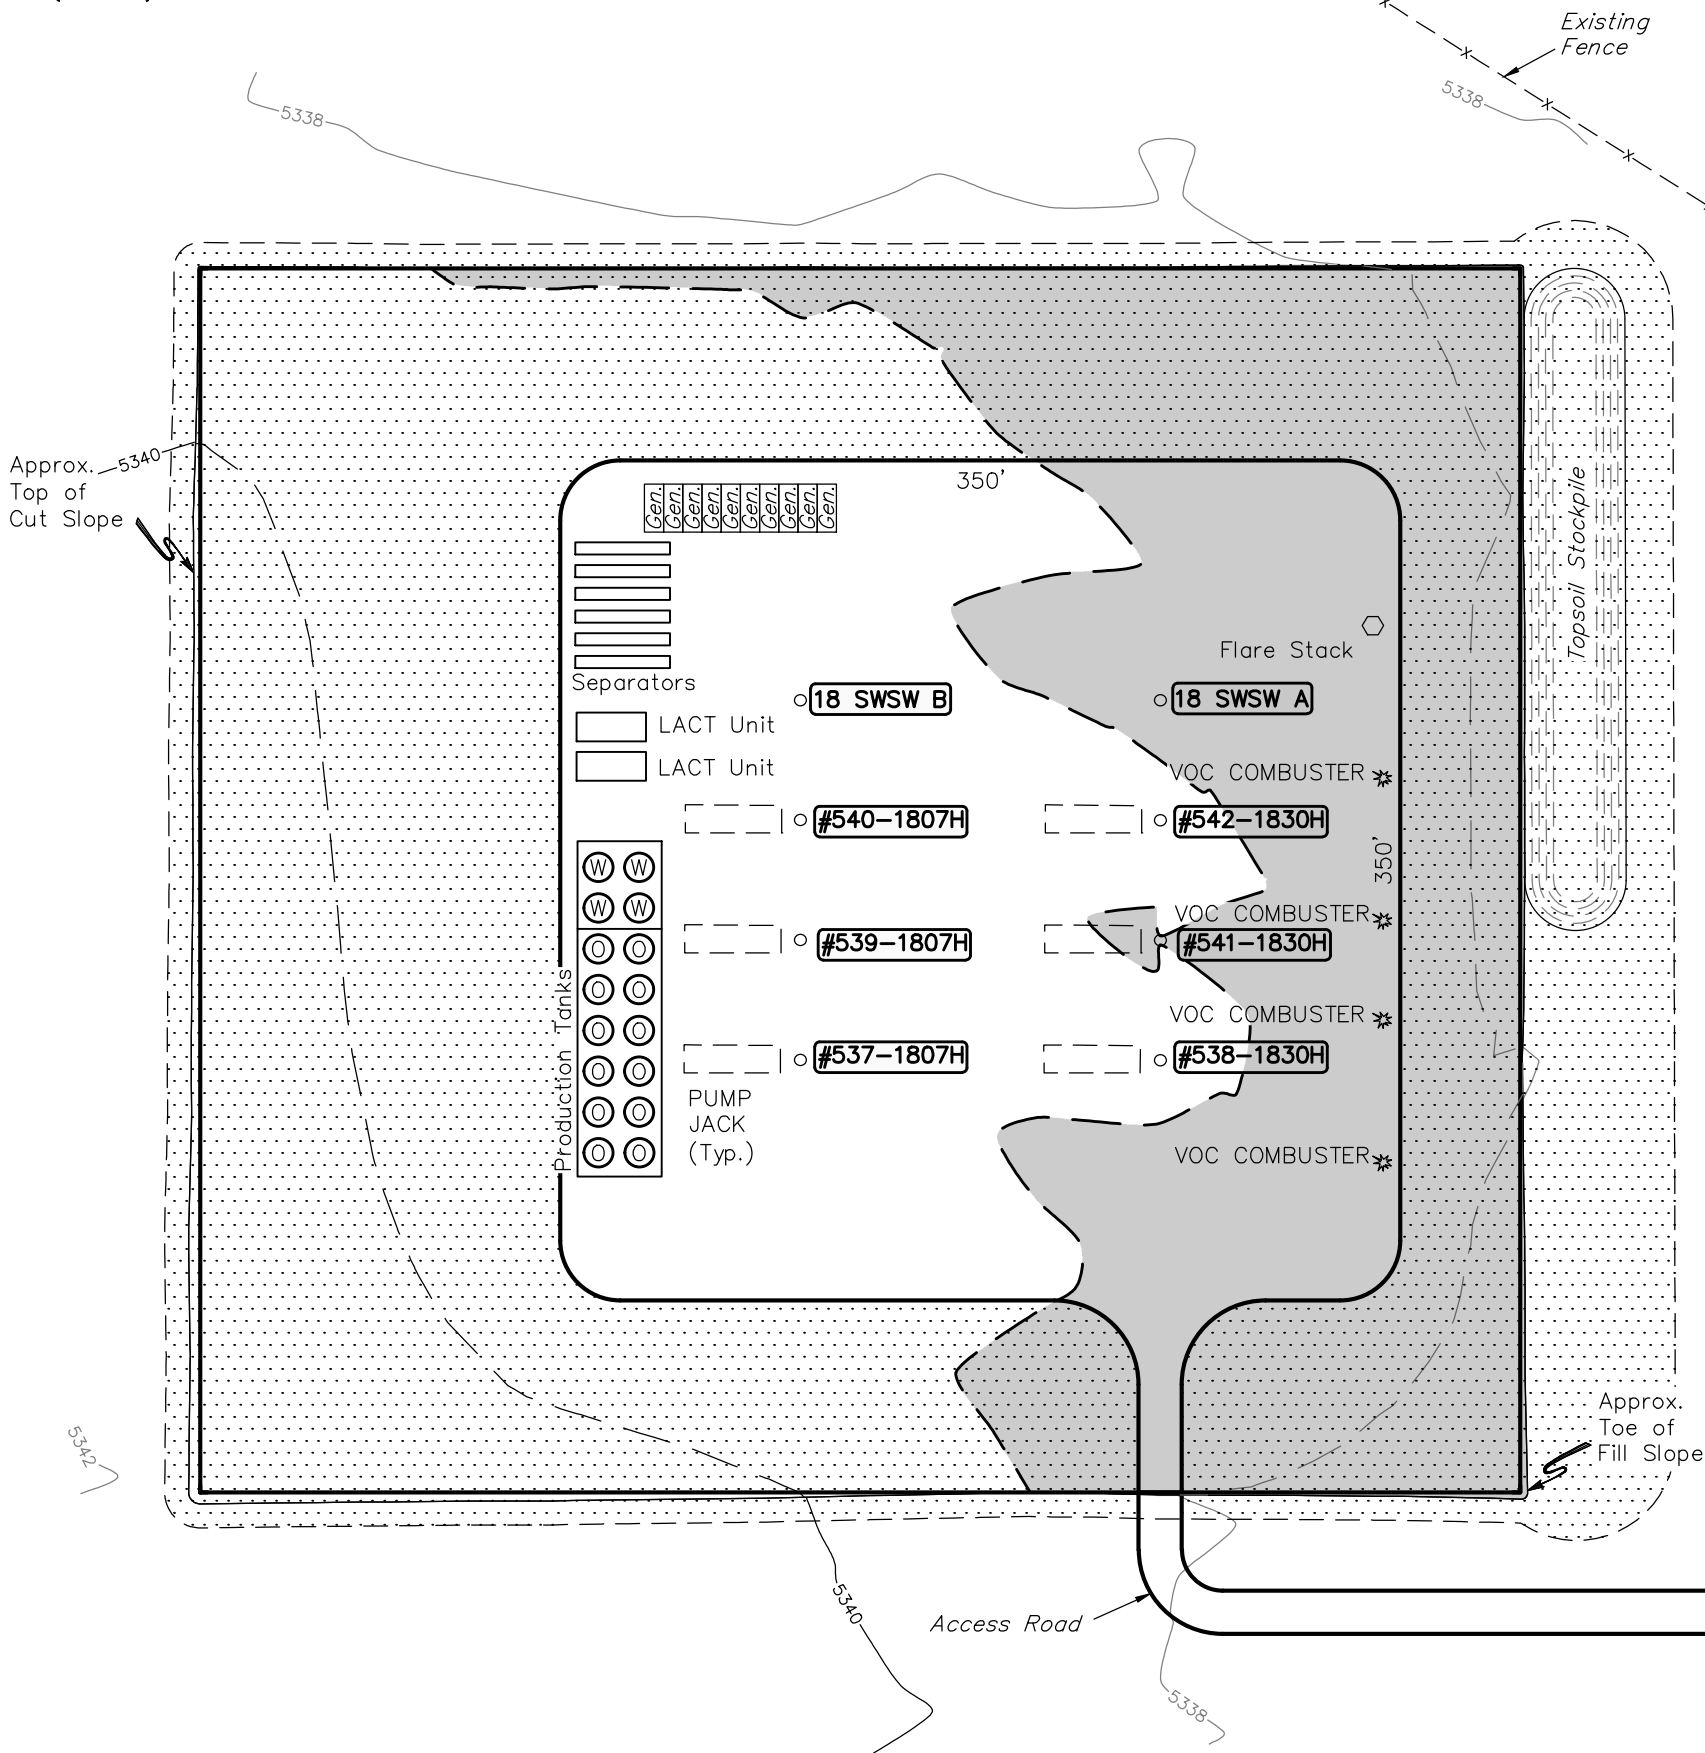 Existing
Fence
5338
5338
Approx.
Top of
Cut Slope
5340
350'
Gen.
Gen.
Gen.
Gen.
Gen.
Gen.
Gen.
Gen.
Gen.
Gen.
Topsoil Stockpile
Flare Stack
Separators
18 SWSW B
18 SWSW A
LACT Unit
LACT Unit
VOC COMBUSTER
#540-1807H
#542-1830H
350'
W W
W W
VOC COMBUSTER
#539-1807H
#541-1830H
O O
O O
O O
O O
O O
O O
Production Tanks
VOC COMBUSTER
#537-1807H
#538-1830H
PUMP
JACK
(Typ.)
VOC COMBUSTER
Approx.
Toe of
Fill Slope
5342
5340
Access Road
5338